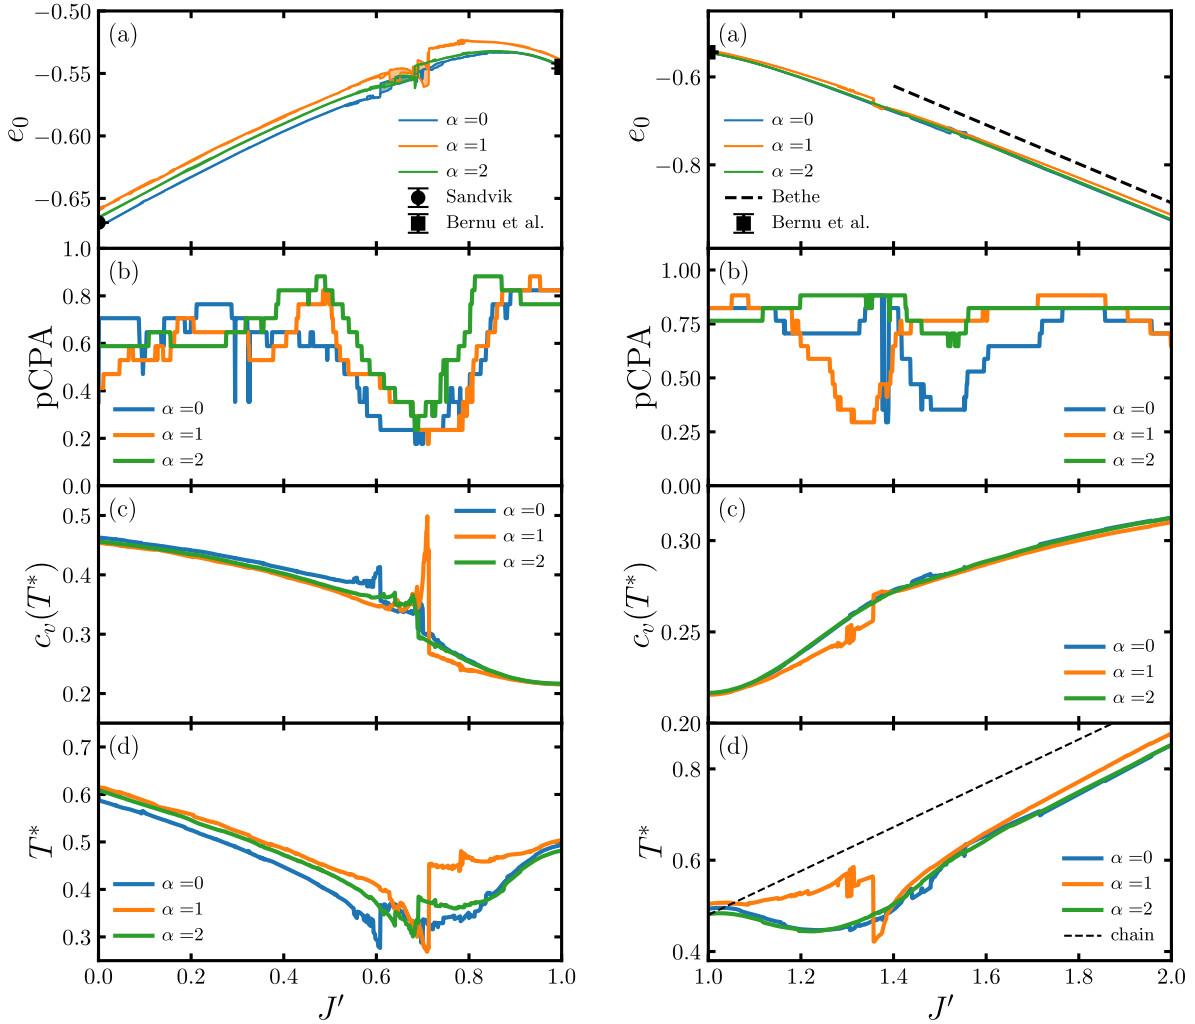 (a)
−0.50
−0.55
−0.60
−0.65
e₀
α =0
α =1
α =2
Sandvik
Bernu et al.
(b)
1.0
0.8
0.6
0.4
0.2
0.0
pCPA
α =0
α =1
α =2
(c)
0.5
0.4
0.3
0.2
cᵥ(T*)
α =0
α =1
α =2
(d)
0.7
0.6
0.5
0.4
0.3
T*
α =0
α =1
α =2
0.0 0.2 0.4 0.6 0.8 1.0
J′
(a)
−0.6
−0.8
e₀
α =0
α =1
α =2
Bethe
Bernu et al.
(b)
1.00
0.75
0.50
0.25
0.00
pCPA
α =0
α =1
α =2
(c)
0.30
0.25
0.20
cᵥ(T*)
α =0
α =1
α =2
(d)
0.8
0.6
0.4
T*
α =0
α =1
α =2
chain
1.0 1.2 1.4 1.6 1.8 2.0
J′